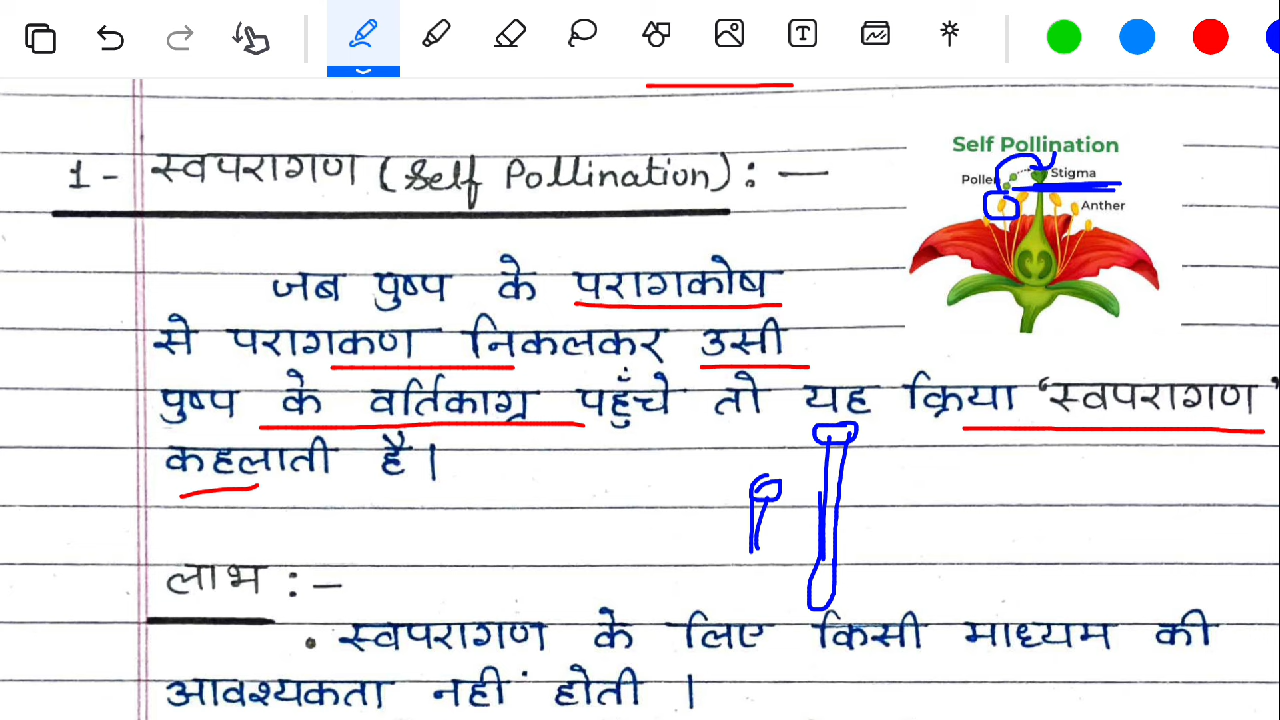 1- स्वपरागण (Self Pollination) : —
Self Pollination
Pollen
Stigma
Anther
जब पुष्प के परागकोष
से परागकण निकलकर उसी
पुष्प के वर्तिकाग्र पहुँचे तो यह क्रिया 'स्वपरागण'
कहलाती है।
लाभ :-
• स्वपरागण के लिए किसी माध्यम की
आवश्यकता नहीं होती ।